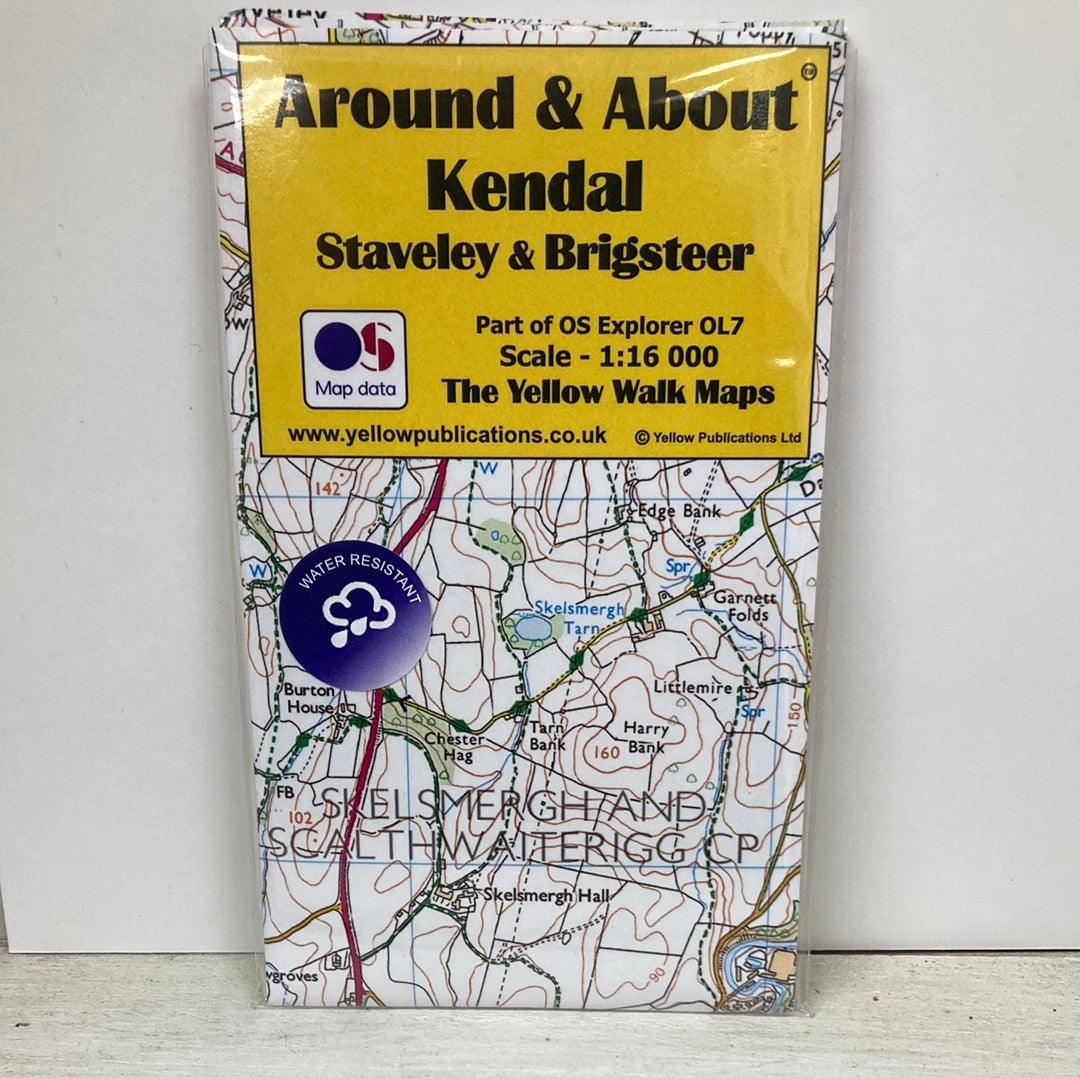 Around & About™
Kendal
Staveley & Brigsteer
OS
Map data
Part of OS Explorer OL7
Scale - 1:16 000
The Yellow Walk Maps
www.yellowpublications.co.uk
© Yellow Publications Ltd
W
142
Edge Bank
WATER RESISTANT
W
Spr
Skelsmergh
Tarn
Garnett
Folds
Burton
House
Littlemire
Spr
150
Chester
Hag
Tarn
Bank
Harry
Bank
160
FB
102
SKELSMERGH AND
SCALTHWAITERIGG CP
Skelsmergh Hall
90